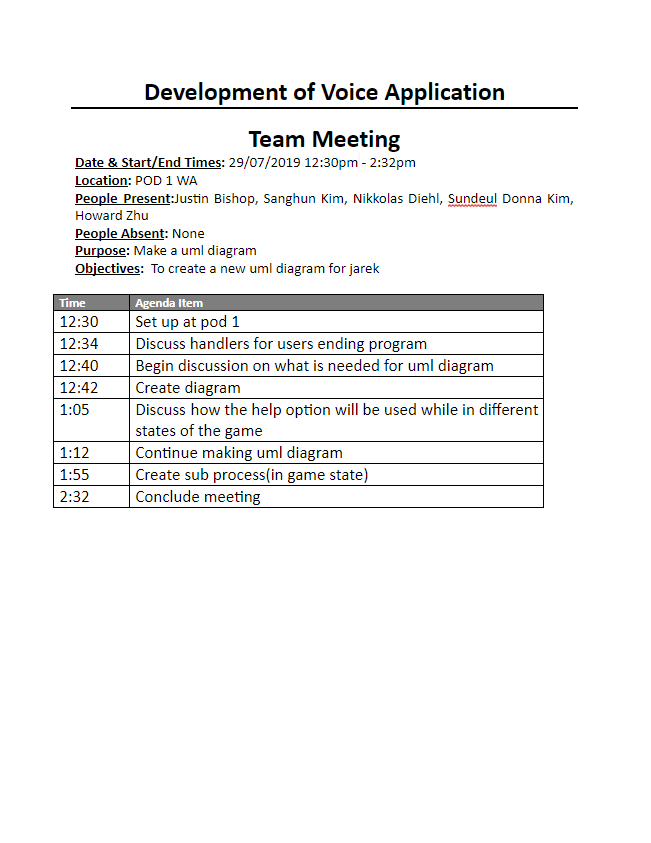 Development of Voice Application
Team Meeting
Date & Start/End Times: 29/07/2019 12:30pm - 2:32pm
Location: POD 1 WA
People Present:Justin Bishop, Sanghun Kim, Nikkolas Diehl, Sundeul Donna Kim,
Howard Zhu
People Absent: None
Purpose: Make a uml diagram
Objectives: To create a new uml diagram for jarek
Time Agenda Item
12:30 Set up at pod 1
12:34 Discuss handlers for users ending program
12:40 Begin discussion on what is needed for uml diagram
12:42 Create diagram
1:05 Discuss how the help option will be used while in different
states of the game
1:12 Continue making uml diagram
1:55 Create sub process(in game state)
2:32 Conclude meeting